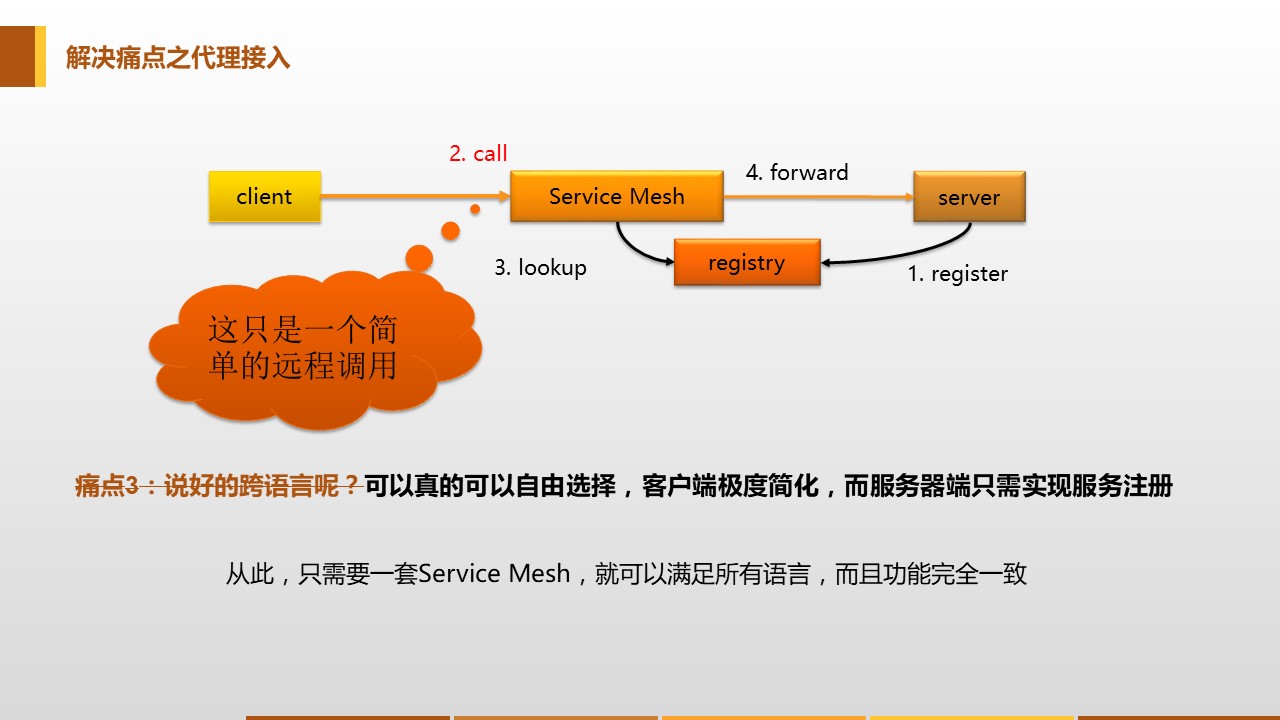 解决痛点之代理接入
2. call
4. forward
client
Service Mesh
server
3. lookup
registry
1. register
这只是一个简
单的远程调用
痛点3：说好的跨语言呢？可以真的可以自由选择，客户端极度简化，而服务器端只需实现服务注册
从此，只需要一套Service Mesh，就可以满足所有语言，而且功能完全一致